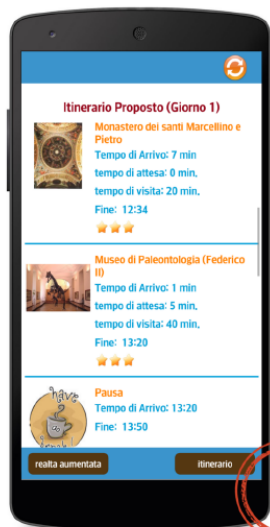 Itinerario Proposto (Giorno 1)
Monastero dei santi Marcellino e
Pietro
Tempo di Arrivo: 7 min
tempo di attesa: 0 min.
tempo di visita: 20 min.
Fine: 12:34
Museo di Paleontologia (Federico
II)
Tempo di Arrivo: 1 min
tempo di attesa: 5 min.
tempo di visita: 40 min.
Fine: 13:20
have
Pausa
Tempo di Arrivo: 13:20
Fine: 13:50
realta aumentata
itinerario